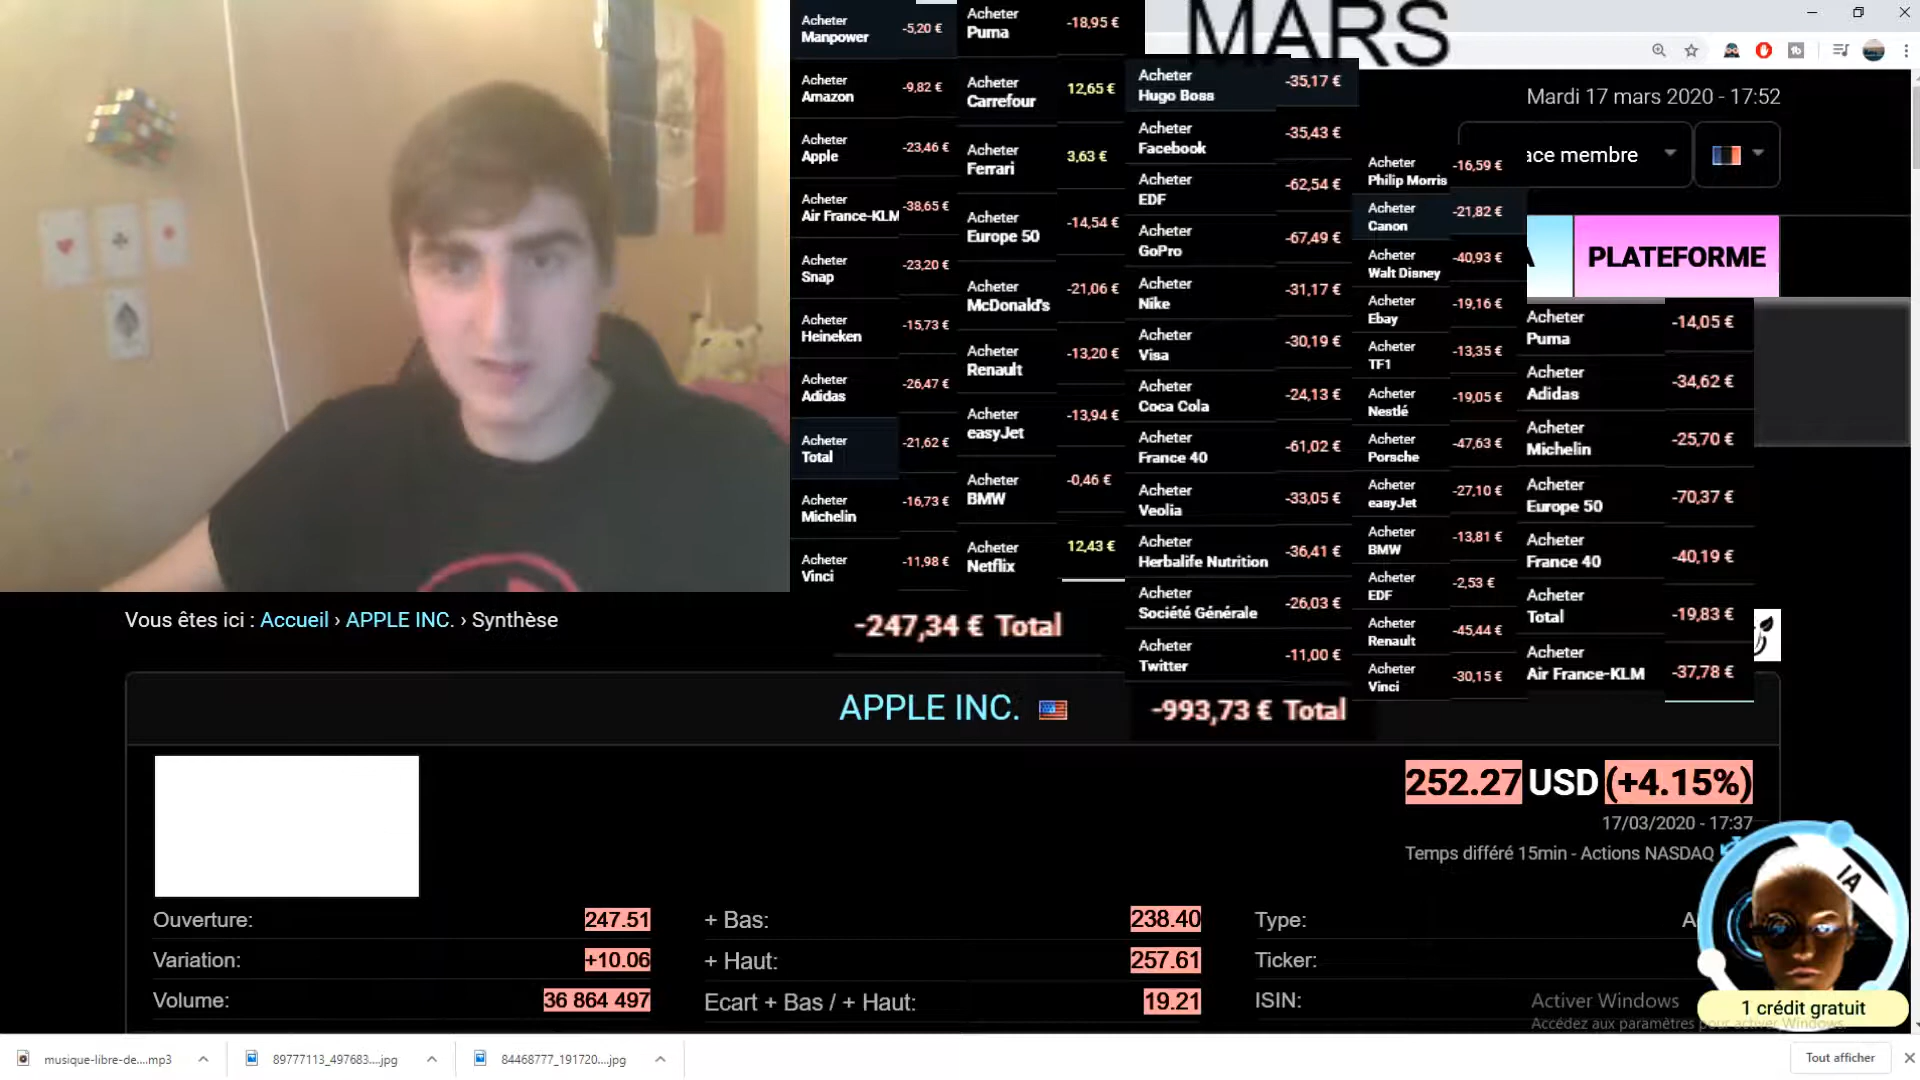 MARS
Mardi 17 mars 2020 - 17:52
ace membre
A
PLATEFORME
Acheter
Manpower
-5,20 €
Acheter
Amazon
-9,82 €
Acheter
Apple
-23,46 €
Acheter
Air France-KLM
-38,65 €
Acheter
Snap
-23,20 €
Acheter
Heineken
-15,73 €
Acheter
Adidas
-26,47 €
Acheter
Total
-21,62 €
Acheter
Michelin
-16,73 €
Acheter
Vinci
-11,98 €
Acheter
Puma
-18,95 €
Acheter
Carrefour
12,65 €
Acheter
Ferrari
3,63 €
Acheter
Europe 50
-14,54 €
Acheter
McDonald's
-21,06 €
Acheter
Renault
-13,20 €
Acheter
easyJet
-13,94 €
Acheter
BMW
-0,46 €
Acheter
Netflix
12,43 €
-247,34 € Total
Acheter
Hugo Boss
-35,17 €
Acheter
Facebook
-35,43 €
Acheter
EDF
-62,54 €
Acheter
GoPro
-67,49 €
Acheter
Nike
-31,17 €
Acheter
Visa
-30,19 €
Acheter
Coca Cola
-24,13 €
Acheter
France 40
-61,02 €
Acheter
Veolia
-33,05 €
Acheter
Herbalife Nutrition
-36,41 €
Acheter
Société Générale
-26,03 €
Acheter
Twitter
-11,00 €
Acheter
Philip Morris
-16,59 €
Acheter
Canon
-21,82 €
Acheter
Walt Disney
-40,93 €
Acheter
Ebay
-19,16 €
Acheter
TF1
-13,35 €
Acheter
Nestlé
-19,05 €
Acheter
Porsche
-47,63 €
Acheter
easyJet
-27,10 €
Acheter
BMW
-13,81 €
Acheter
EDF
-2,53 €
Acheter
Renault
-45,44 €
Acheter
Vinci
-30,15 €
Acheter
Puma
-14,05 €
Acheter
Adidas
-34,62 €
Acheter
Michelin
-25,70 €
Acheter
Europe 50
-70,37 €
Acheter
France 40
-40,19 €
Acheter
Total
-19,83 €
Acheter
Air France-KLM
-37,78 €
-993,73 € Total
Vous êtes ici : Accueil › APPLE INC. › Synthèse
APPLE INC.
252.27 USD (+4.15%)
17/03/2020 - 17:37
Temps différé 15min - Actions NASDAQ
Ouverture: 247.51
Variation: +10.06
Volume: 36 864 497
+ Bas: 238.40
+ Haut: 257.61
Ecart + Bas / + Haut: 19.21
Type: A
Ticker:
ISIN:
IA
1 crédit gratuit
Activer Windows
Accédez aux paramètres pour activer Windows.
musique-libre-de....mp3
89777113_497683....jpg
84468777_191720....jpg
Tout afficher